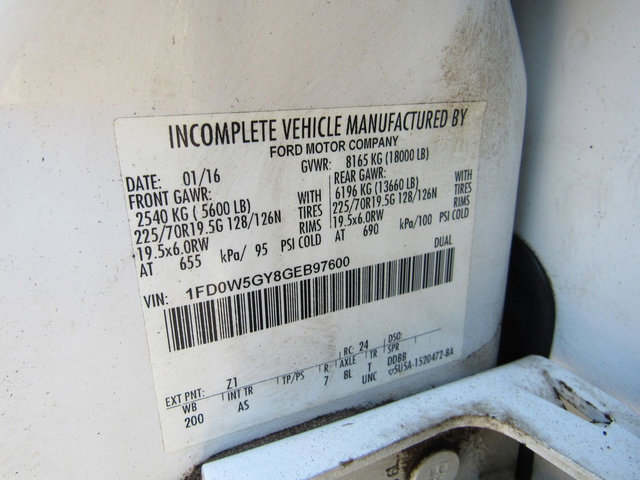 INCOMPLETE VEHICLE MANUFACTURED BY
FORD MOTOR COMPANY
DATE: 01/16 GVWR: 8165 KG (18000 LB)
FRONT GAWR: REAR GAWR:
2540 KG ( 5600 LB) WITH 6196 KG (13660 LB) WITH
225/70R19.5G 128/126N TIRES 225/70R19.5G 128/126N TIRES
19.5x6.0RW RIMS 19.5x6.0RW RIMS
AT 655 kPa/ 95 PSI COLD AT 690 kPa/100 PSI COLD
DUAL
VIN: 1FD0W5GY8GEB97600
EXT PNT: Z1 RC: 24 DSO:
WB INT TR TP/PS R AXLE TR SPR
200 AS 7 BL T DDBB
UNC 5U5A-1520472-BA